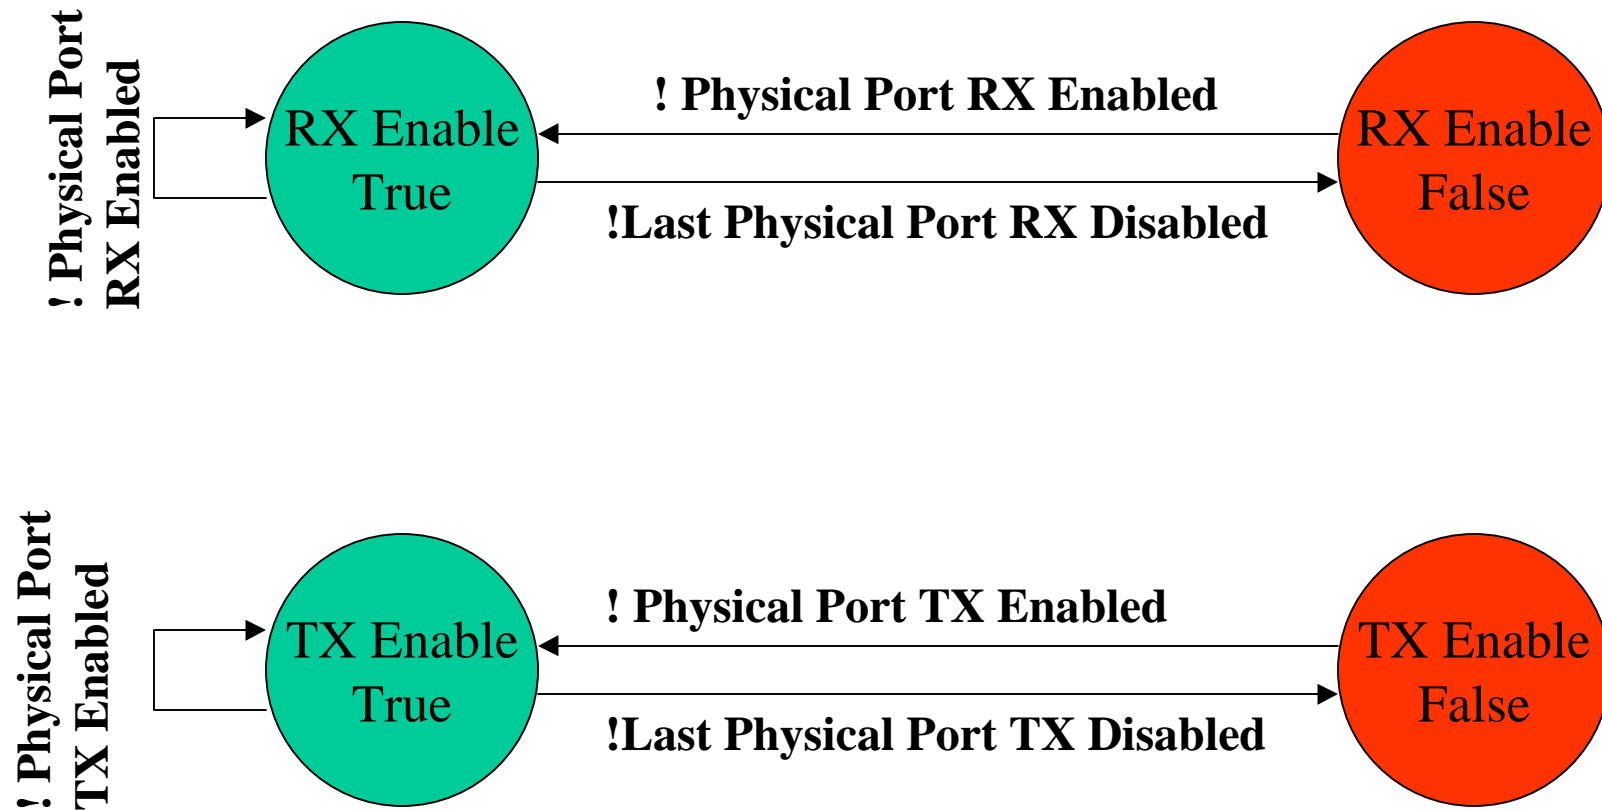 ! Physical Port
RX Enabled
RX Enable
True
! Physical Port RX Enabled
!Last Physical Port RX Disabled
RX Enable
False
! Physical Port
TX Enabled
TX Enable
True
! Physical Port TX Enabled
!Last Physical Port TX Disabled
TX Enable
False